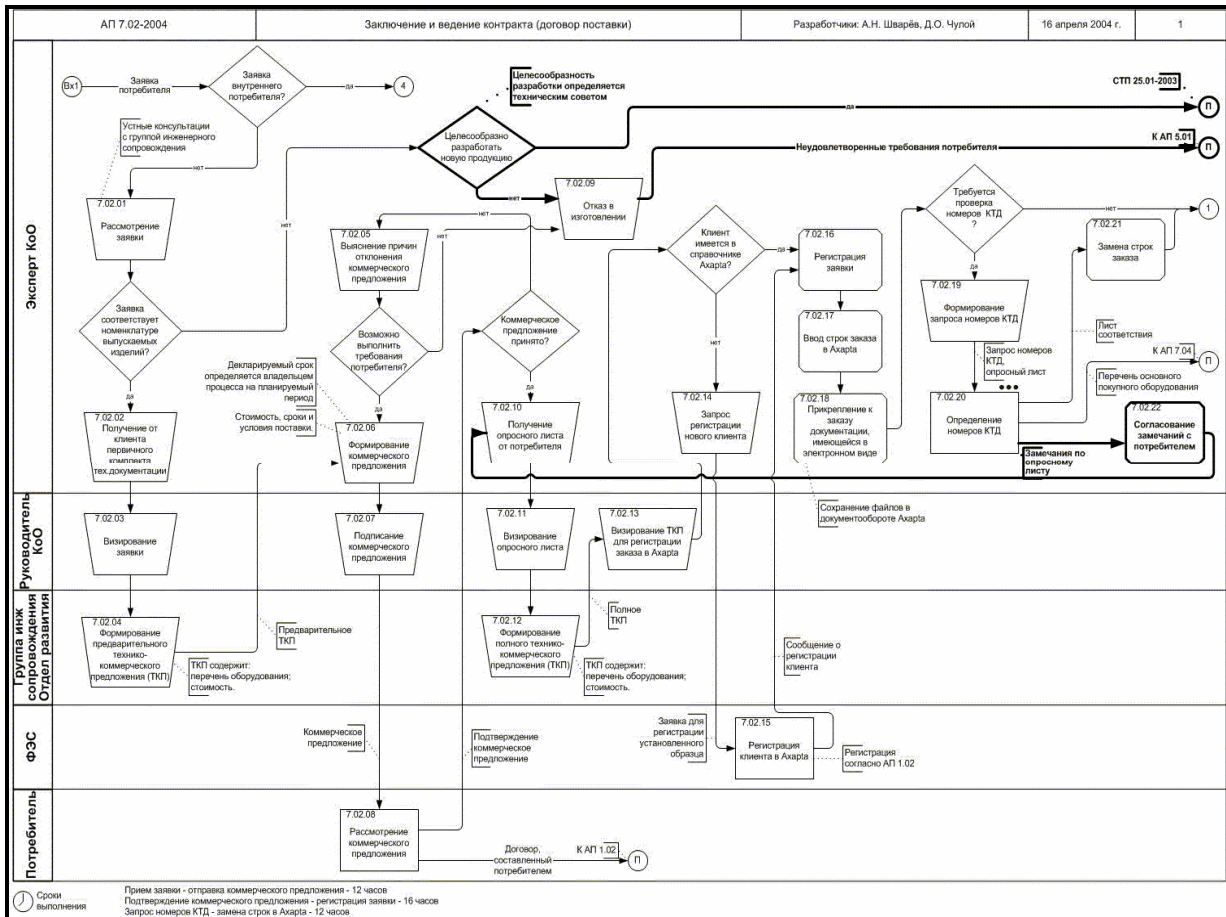 АП 7.02-2004
Заключение и ведение контракта (договор поставки)
Разработчики: А.Н. Шварёв, Д.О. Чулой
16 апреля 2004 г.
1
Эксперт КоО
Вх1
Заявка
потребителя
Заявка
внутреннего
потребителя?
да
4
нет
Устные консультации
с группой инженерного
сопровождения
7.02.01
Рассмотрение
заявки
Заявка
соответствует
номенклатуре
выпускаемых
изделий?
нет
да
7.02.02
Получение от
клиента
первичного
комплекта
тех.документации
Целесообразность
разработки определяется
техническим советом
Целесообразно
разработать
новую продукцию
да
СТП 25.01-2003
П
нет
7.02.09
Отказ в
изготовлении
Неудовлетворенные требования потребителя
К АП 5.01
П
7.02.05
Выяснение причин
отклонения
коммерческого
предложения
нет
нет
Возможно
выполнить
требования
потребителя?
да
Декларируемый срок
определяется владельцем
процесса на планируемый
период
Стоимость, сроки и
условия поставки.
7.02.06
Формирование
коммерческого
предложения
Коммерческое
предложение
принято?
да
7.02.10
Получение
опросного листа
от потребителя
Клиент
имеется в
справочнике
Axapta?
да
нет
7.02.14
Запрос
регистрации
нового клиента
7.02.16
Регистрация
заявки
7.02.17
Ввод строк заказа
в Axapta
7.02.18
Прикрепление к
заказу
документации,
имеющейся в
электронном виде
Сохранение файлов в
документообороте Axapta
Требуется
проверка
номеров КТД
?
нет
1
да
7.02.19
Формирование
запроса номеров КТД
Запрос номеров
КТД,
опросный лист
7.02.20
Определение
номеров КТД
7.02.21
Замена строк
заказа
Лист
соответствия
К АП 7.04
П
Перечень основного
покупного оборудования
7.02.22
Согласование
замечаний с
потребителем
Замечания по
опросному
листу
Руководитель
КоО
7.02.03
Визирование
заявки
7.02.07
Подписание
коммерческого
предложения
7.02.11
Визирование
опросного листа
7.02.13
Визирование ТКП
для регистрации
заказа в Axapta
Группа инж
сопровождения
Отдел развития
7.02.04
Формирование
предварительного
технико-
коммерческого
предложения (ТКП)
Предварительное
ТКП
ТКП содержит:
перечень оборудования;
стоимость.
7.02.12
Формирование
полного технико-
коммерческого
предложения (ТКП)
Полное
ТКП
ТКП содержит:
перечень оборудования;
стоимость.
Сообщение о
регистрации
клиента
ФЭС
Коммерческое
предложение
Подтверждение
коммерческое
предложение
Заявка для
регистрации
установленного
образца
7.02.15
Регистрация
клиента в Axapta
Регистрация
согласно АП 1.02
Потребитель
7.02.08
Рассмотрение
коммерческого
предложения
Договор,
составленный
потребителем
К АП 1.02
П
Сроки
выполнения
Прием заявки - отправка коммерческого предложения - 12 часов
Подтверждение коммерческого предложения - регистрация заявки - 16 часов
Запрос номеров КТД - замена строк в Axapta - 12 часов